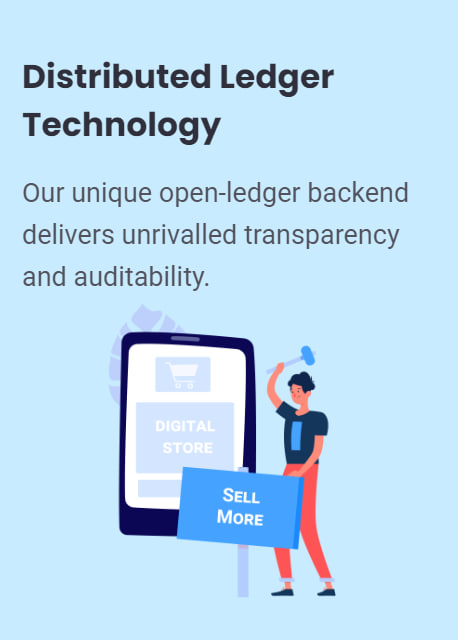 Distributed Ledger
Technology
Our unique open-ledger backend
delivers unrivalled transparency
and auditability.
DIGITAL
STORE
SELL
MORE